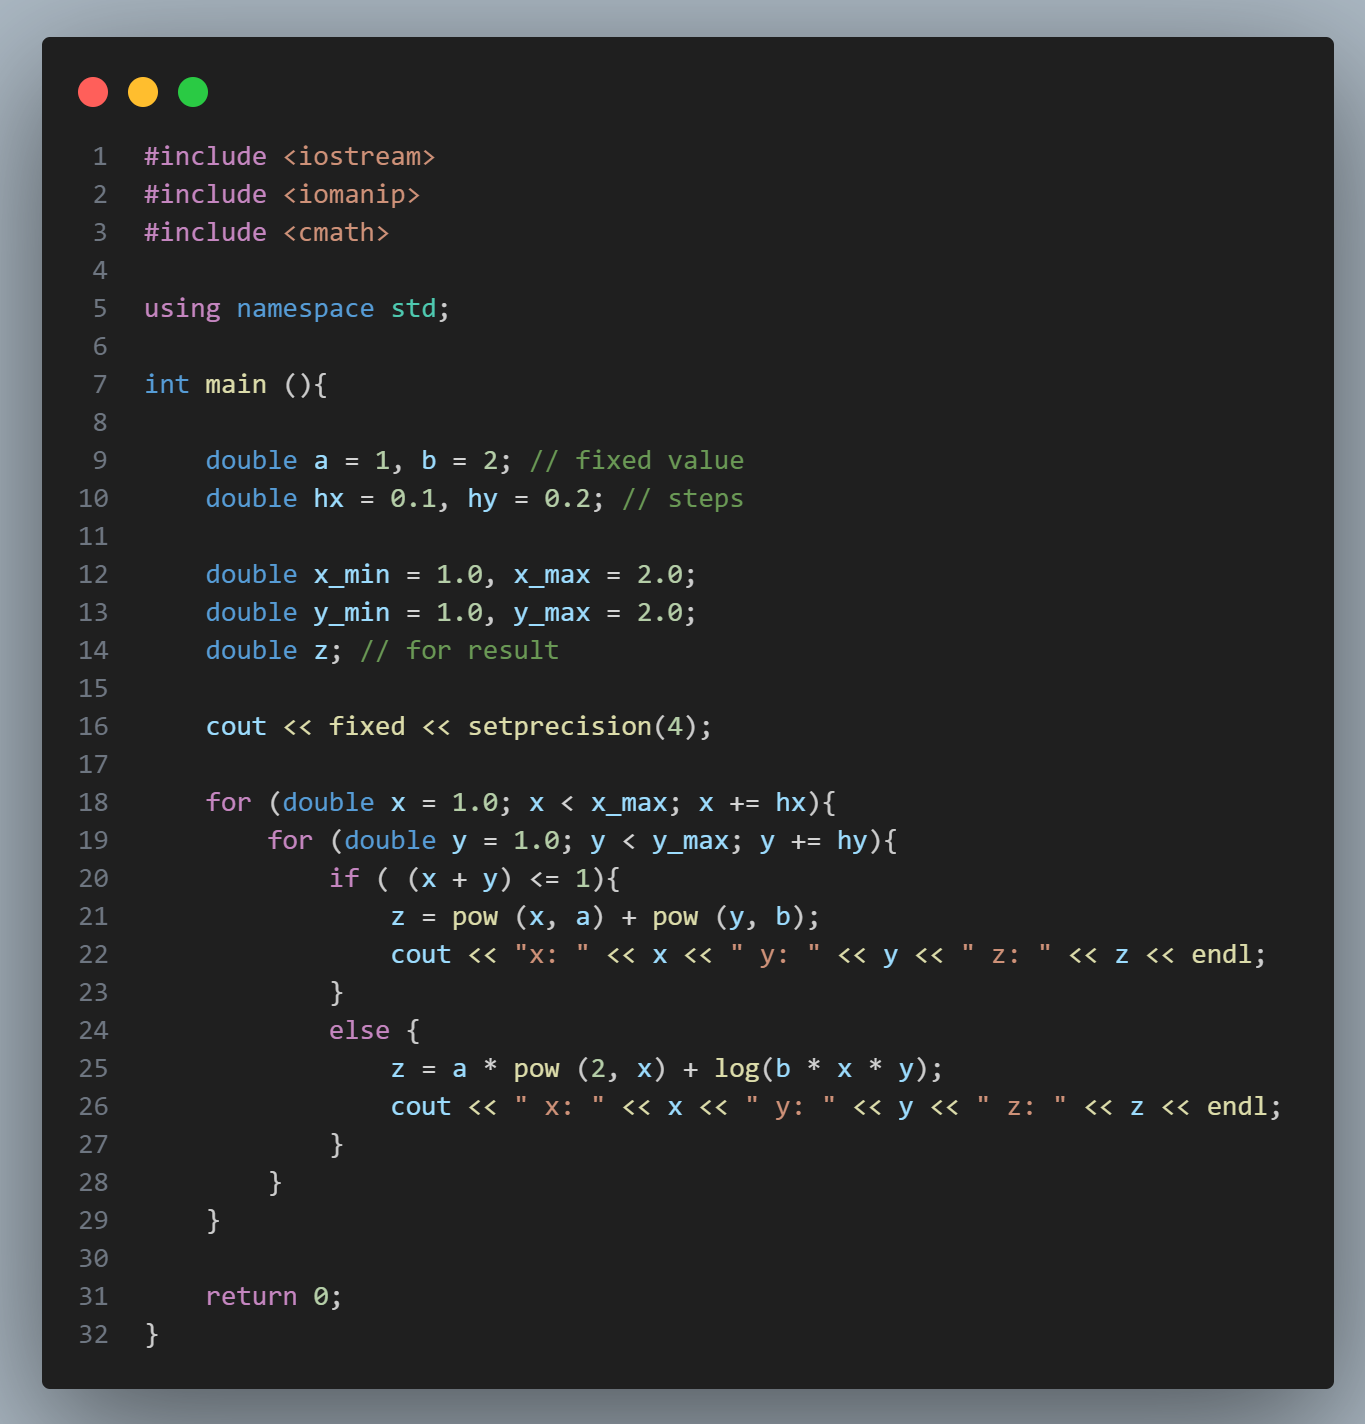 1 #include <iostream>
2 #include <iomanip>
3 #include <cmath>
4
5 using namespace std;
6
7 int main (){
8
9     double a = 1, b = 2; // fixed value
10     double hx = 0.1, hy = 0.2; // steps
11
12     double x_min = 1.0, x_max = 2.0;
13     double y_min = 1.0, y_max = 2.0;
14     double z; // for result
15
16     cout << fixed << setprecision(4);
17
18     for (double x = 1.0; x < x_max; x += hx){
19         for (double y = 1.0; y < y_max; y += hy){
20             if ( (x + y) <= 1){
21                 z = pow (x, a) + pow (y, b);
22                 cout << "x: " << x << " y: " << y << " z: " << z << endl;
23             }
24             else {
25                 z = a * pow (2, x) + log(b * x * y);
26                 cout << " x: " << x << " y: " << y << " z: " << z << endl;
27             }
28         }
29     }
30
31     return 0;
32 }